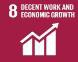 8 DECENT WORK AND
ECONOMIC GROWTH